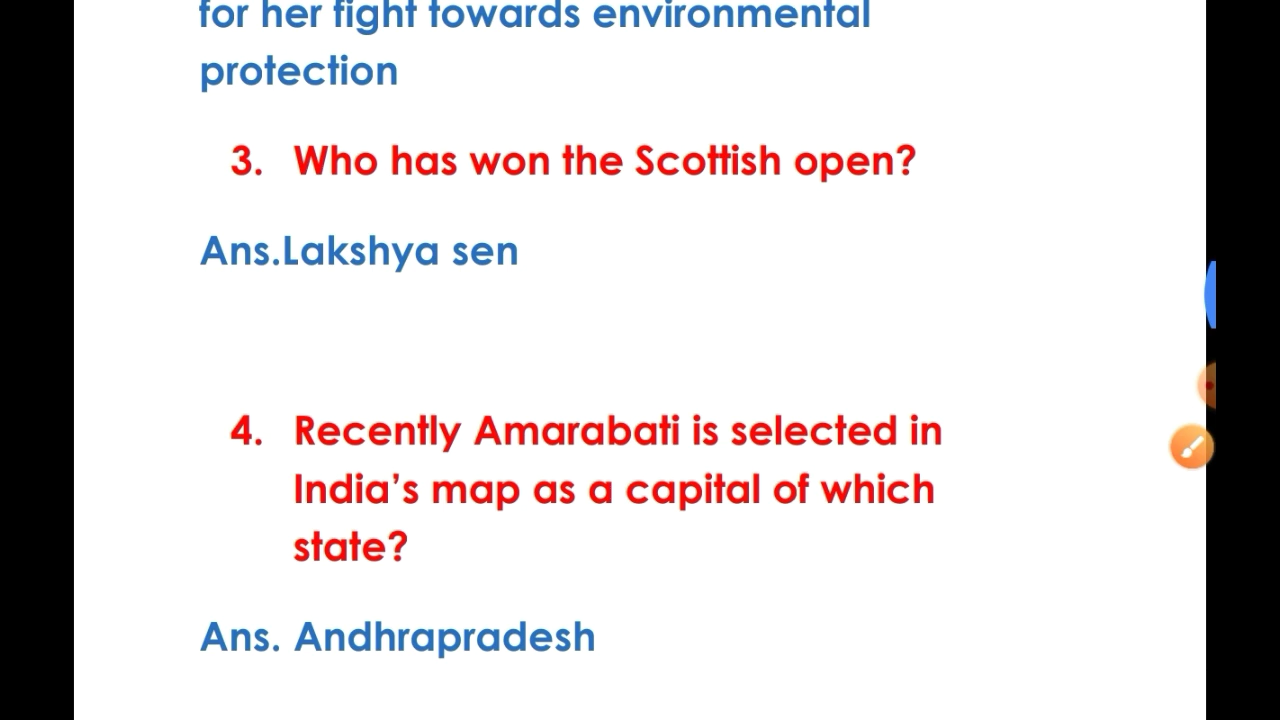 for her fight towards environmental
protection
3. Who has won the Scottish open?
Ans.Lakshya sen
4. Recently Amarabati is selected in
India’s map as a capital of which
state?
Ans. Andhrapradesh